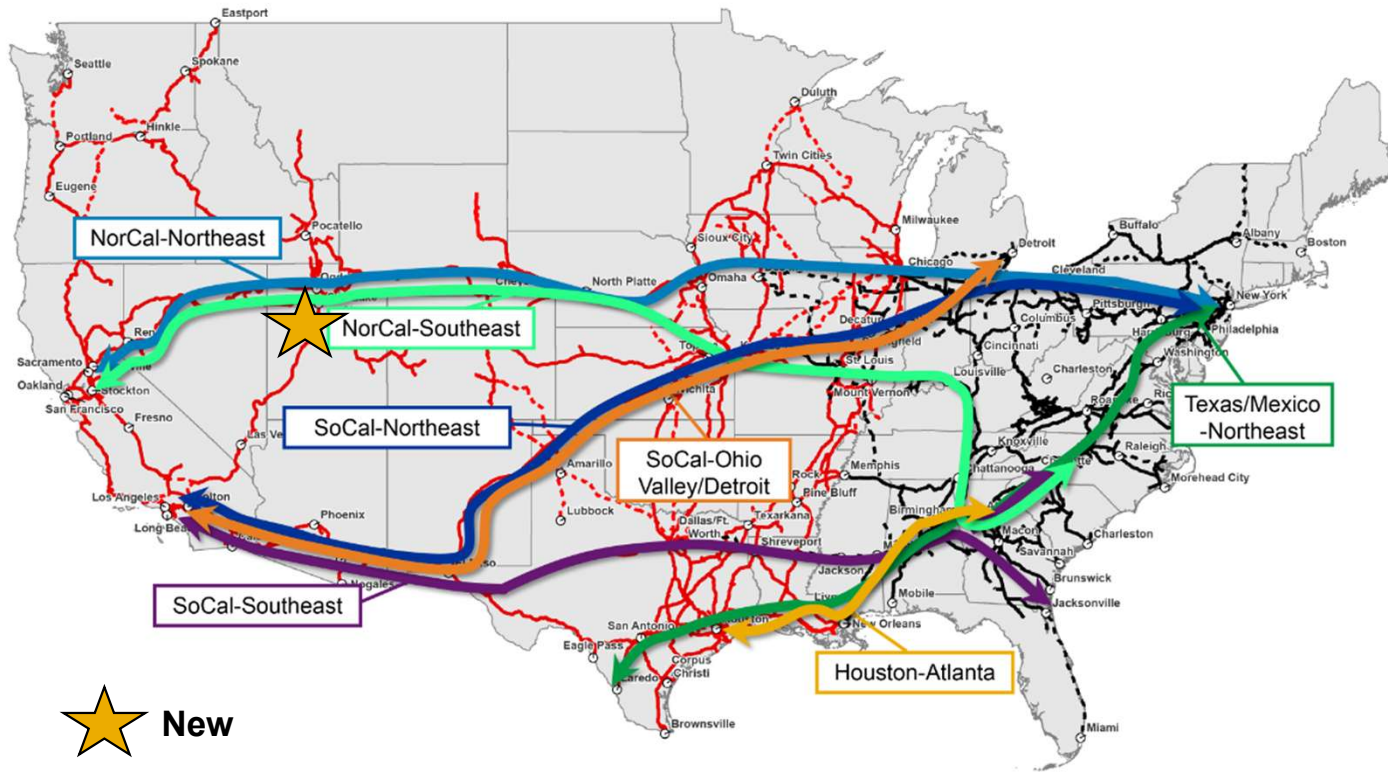 Eastport
Seattle
Spokane
Duluth
Portland
Hinkle
Twin Cities
Eugene
Milwaukee
Buffalo
Albany
Boston
NorCal-Northeast
Pocatello
Sioux City
Detroit
Chicago
Cleveland
North Platte
Omaha
New York
Pittsburgh
NorCal-Southeast
Columbus
Philadelphia
Sacramento
Cincinnati
Washington
Oakland
Stockton
St. Louis
Louisville
Charleston
San Francisco
Mount Vernon
Texas/Mexico
-Northeast
Fresno
SoCal-Northeast
SoCal-Ohio
Valley/Detroit
Knoxville
Raleigh
Amarillo
Memphis
Morehead City
Los Angeles
Rock
Pine Bluff
Lubbock
Phoenix
Texarkana
Birmingham
Dallas/Ft.
Worth
Macon
Charleston
Shreveport
Savannah
Nogales
Jackson
Brunswick
SoCal-Southeast
Mobile
Jacksonville
San Antonio
New Orleans
Eagle Pass
Houston-Atlanta
Corpus
Christi
Laredo
New
Brownsville
Miami